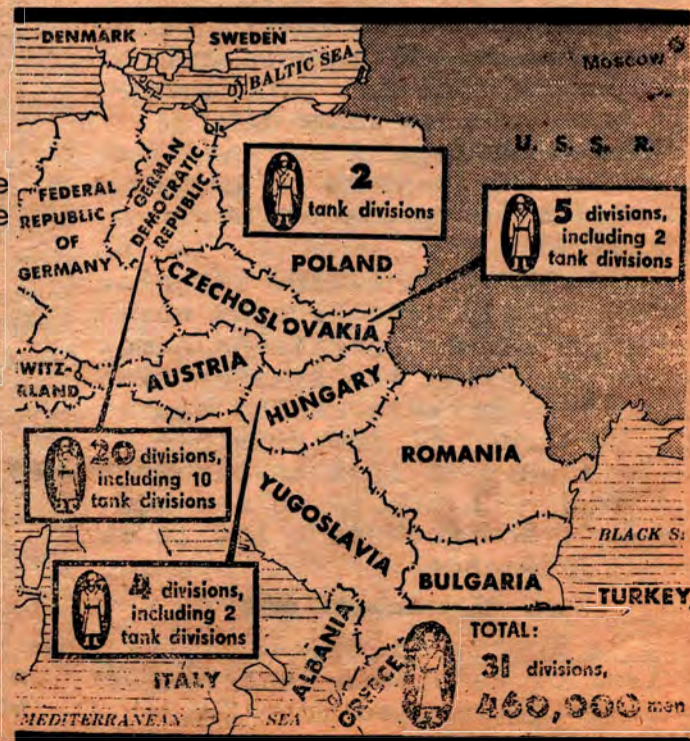 DENMARK
SWEDEN
BALTIC SEA
MOSCOW
U. S. S. R.
FEDERAL
REPUBLIC
OF
GERMANY
GERMAN
DEMOCRATIC
REPUBLIC
2
tank divisions
5 divisions,
including 2
tank divisions
POLAND
CZECHOSLOVAKIA
WITZ-
RLAND
AUSTRIA
HUNGARY
ROMANIA
20 divisions,
including 10
tank divisions
YUGOSLAVIA
BLACK S
BULGARIA
TURKEY
4 divisions,
including 2
tank divisions
ALBANIA
GREECE
ITALY
MEDITERRANEAN SEA
TOTAL:
31 divisions,
460,000 men